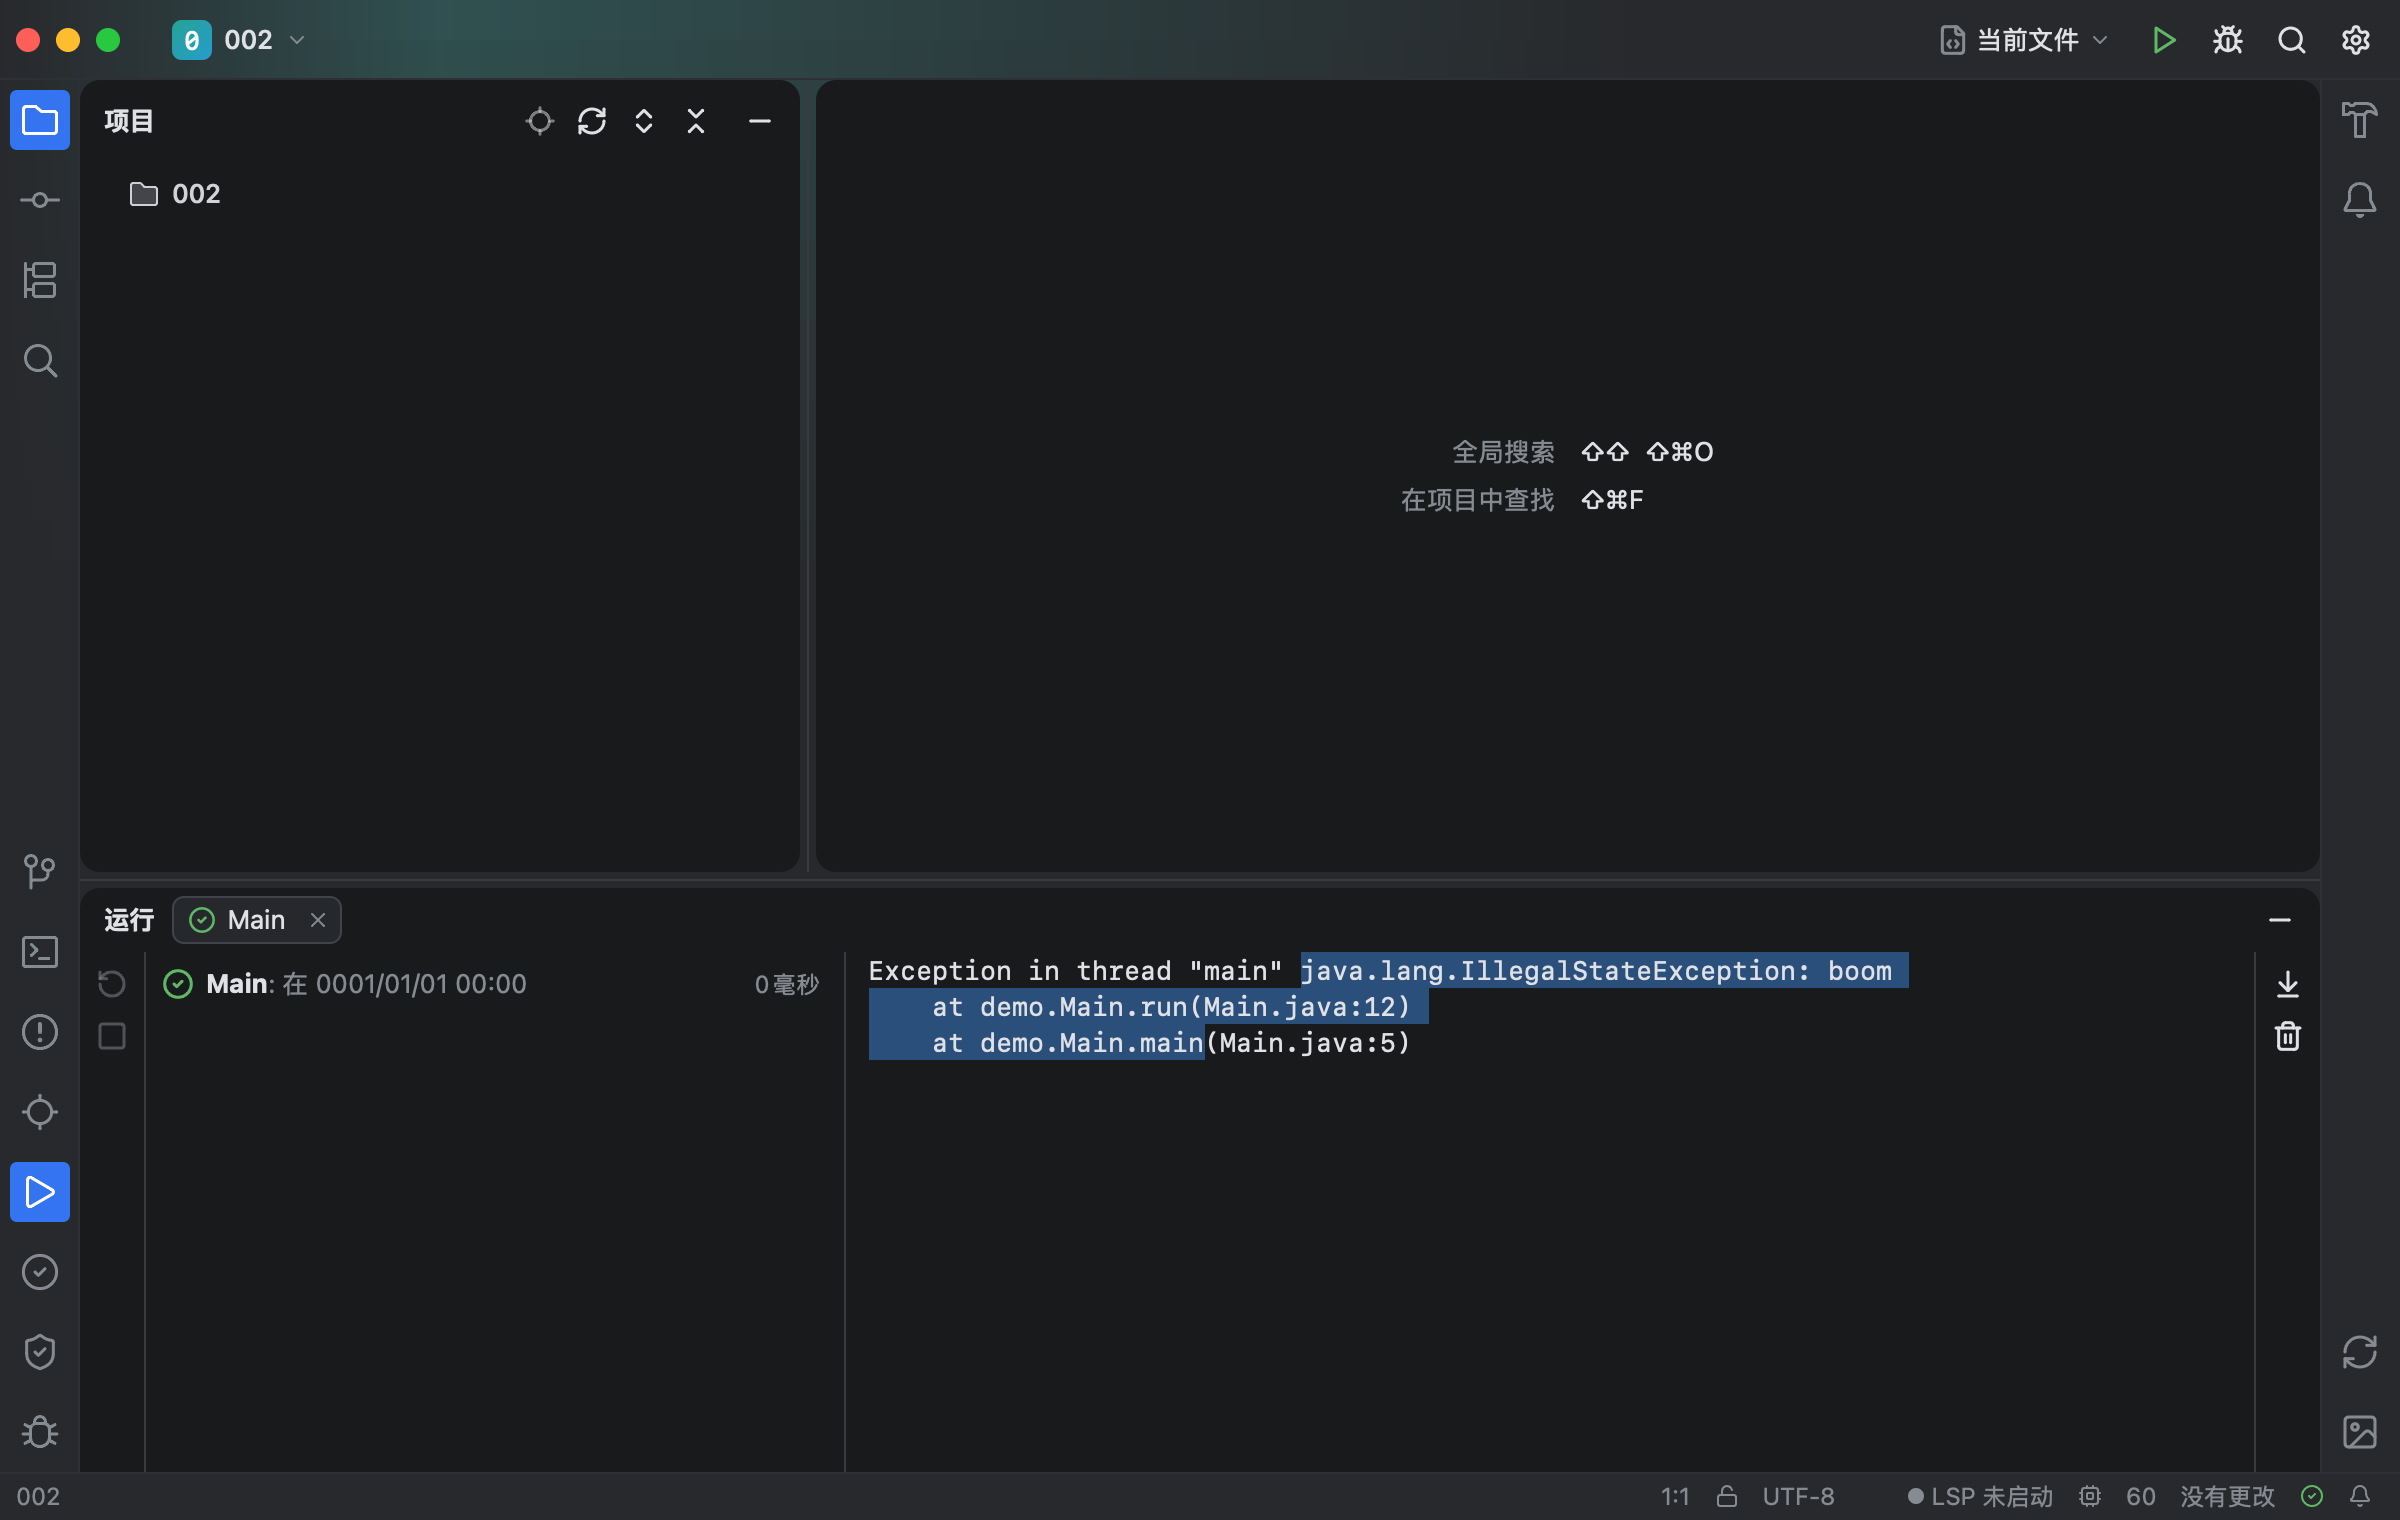 0 002
当前文件
项目
002
全局搜索 ⇧⇧ ⇧⌘O
在项目中查找 ⇧⌘F
运行 Main
Main: 在 0001/01/01 00:00 0 毫秒
Exception in thread "main" java.lang.IllegalStateException: boom
    at demo.Main.run(Main.java:12)
    at demo.Main.main(Main.java:5)
002 1:1 UTF-8 LSP 未启动 60 没有更改